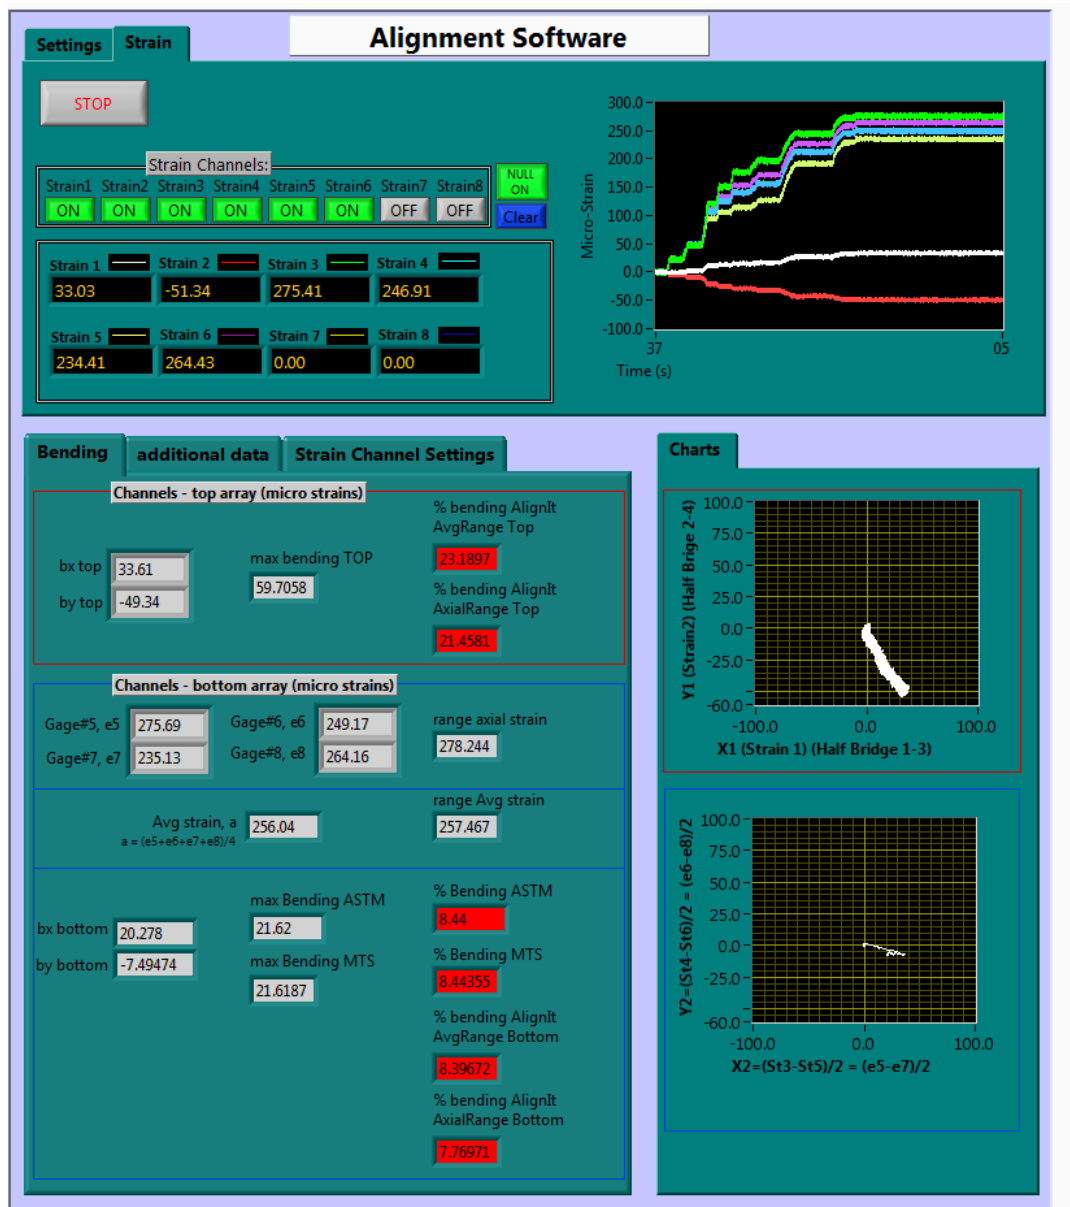 Alignment Software
Settings Strain
STOP
Strain Channels:
Strain1 Strain2 Strain3 Strain4 Strain5 Strain6 Strain7 Strain8
ON ON ON ON ON ON OFF OFF
NULL
ON
Clear
Strain 1 Strain 2 Strain 3 Strain 4
33.03 -51.34 275.41 246.91
Strain 5 Strain 6 Strain 7 Strain 8
234.41 264.43 0.00 0.00
Micro-Strain
300.0
250.0
200.0
150.0
100.0
50.0
0.0
-50.0
-100.0
37 05
Time (s)
Bending additional data Strain Channel Settings
Channels - top array (micro strains)
bx top 33.61
by top -49.34
max bending TOP
59.7058
% bending AlignIt
AvgRange Top
23.1897
% bending AlignIt
AxialRange Top
21.4581
Channels - bottom array (micro strains)
Gage#5, e5 275.69 Gage#6, e6 249.17
Gage#7, e7 235.13 Gage#8, e8 264.16
range axial strain
278.244
Avg strain, a 256.04
a = (e5+e6+e7+e8)/4
range Avg strain
257.467
bx bottom 20.278
by bottom -7.49474
max Bending ASTM
21.62
max Bending MTS
21.6187
% Bending ASTM
8.44
% Bending MTS
8.44355
% bending AlignIt
AvgRange Bottom
8.39672
% bending AlignIt
AxialRange Bottom
7.76971
Charts
Y1 (Strain2) (Half Brige 2-4)
100.0
75.0
50.0
25.0
0.0
-25.0
-60.0
-100.0 0.0 100.0
X1 (Strain 1) (Half Bridge 1-3)
Y2=(St4-St6)/2 = (e6-e8)/2
100.0
75.0
50.0
25.0
0.0
-25.0
-60.0
-100.0 0.0 100.0
X2=(St3-St5)/2 = (e5-e7)/2